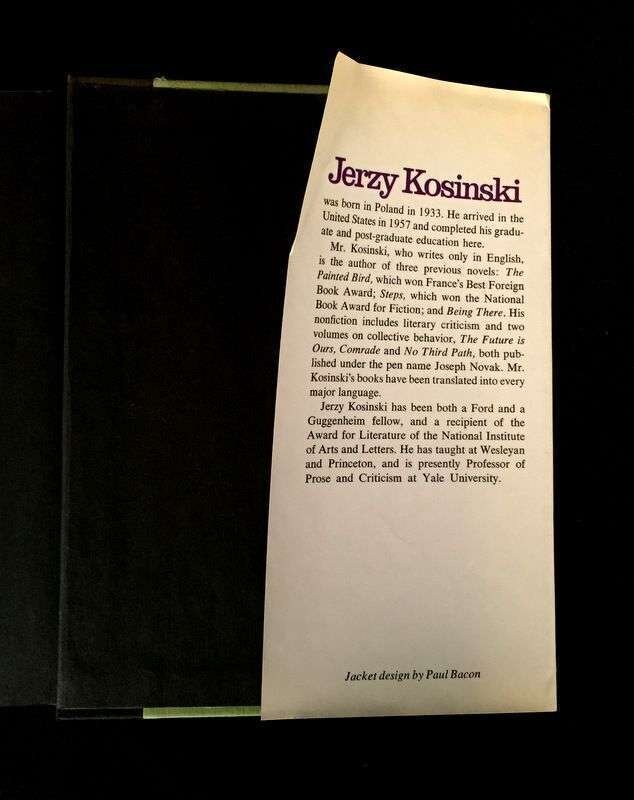 Jerzy Kosinski
was born in Poland in 1933. He arrived in the
United States in 1957 and completed his gradu-
ate and post-graduate education here.
Mr. Kosinski, who writes only in English,
is the author of three previous novels: The
Painted Bird, which won France's Best Foreign
Book Award; Steps, which won the National
Book Award for Fiction; and Being There. His
nonfiction includes literary criticism and two
volumes on collective behavior, The Future is
Ours, Comrade and No Third Path, both pub-
lished under the pen name Joseph Novak. Mr.
Kosinski's books have been translated into every
major language.
Jerzy Kosinski has been both a Ford and a
Guggenheim fellow, and a recipient of the
Award for Literature of the National Institute
of Arts and Letters. He has taught at Wesleyan
and Princeton, and is presently Professor of
Prose and Criticism at Yale University.
Jacket design by Paul Bacon